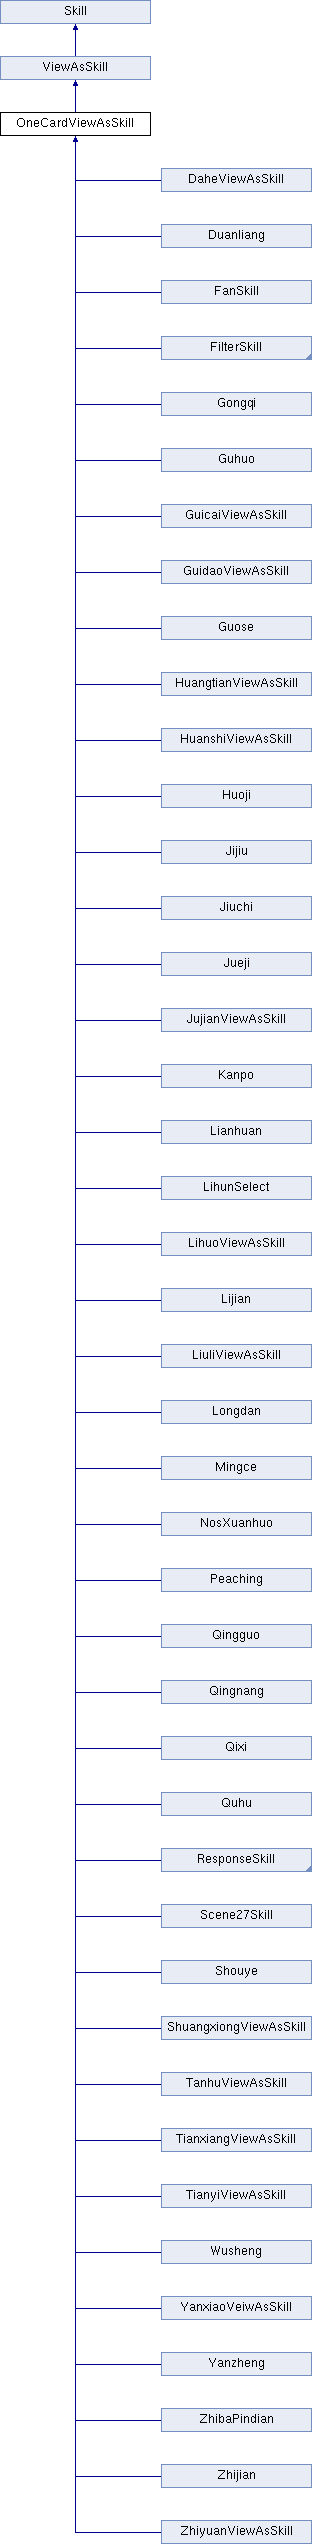 Skill
ViewAsSkill
OneCardViewAsSkill
DaheViewAsSkill
Duanliang
FanSkill
FilterSkill
Gongqi
Guhuo
GuicaiViewAsSkill
GuidaoViewAsSkill
Guose
HuangtianViewAsSkill
HuanshiViewAsSkill
Huoji
Jijiu
Jiuchi
Jueji
JujianViewAsSkill
Kanpo
Lianhuan
LihunSelect
LihuoViewAsSkill
Lijian
LiuliViewAsSkill
Longdan
Mingce
NosXuanhuo
Peaching
Qingguo
Qingnang
Qixi
Quhu
ResponseSkill
Scene27Skill
Shouye
ShuangxiongViewAsSkill
TanhuViewAsSkill
TianxiangViewAsSkill
TianyiViewAsSkill
Wusheng
YanxiaoVeiwAsSkill
Yanzheng
ZhibaPindian
Zhijian
ZhiyuanViewAsSkill